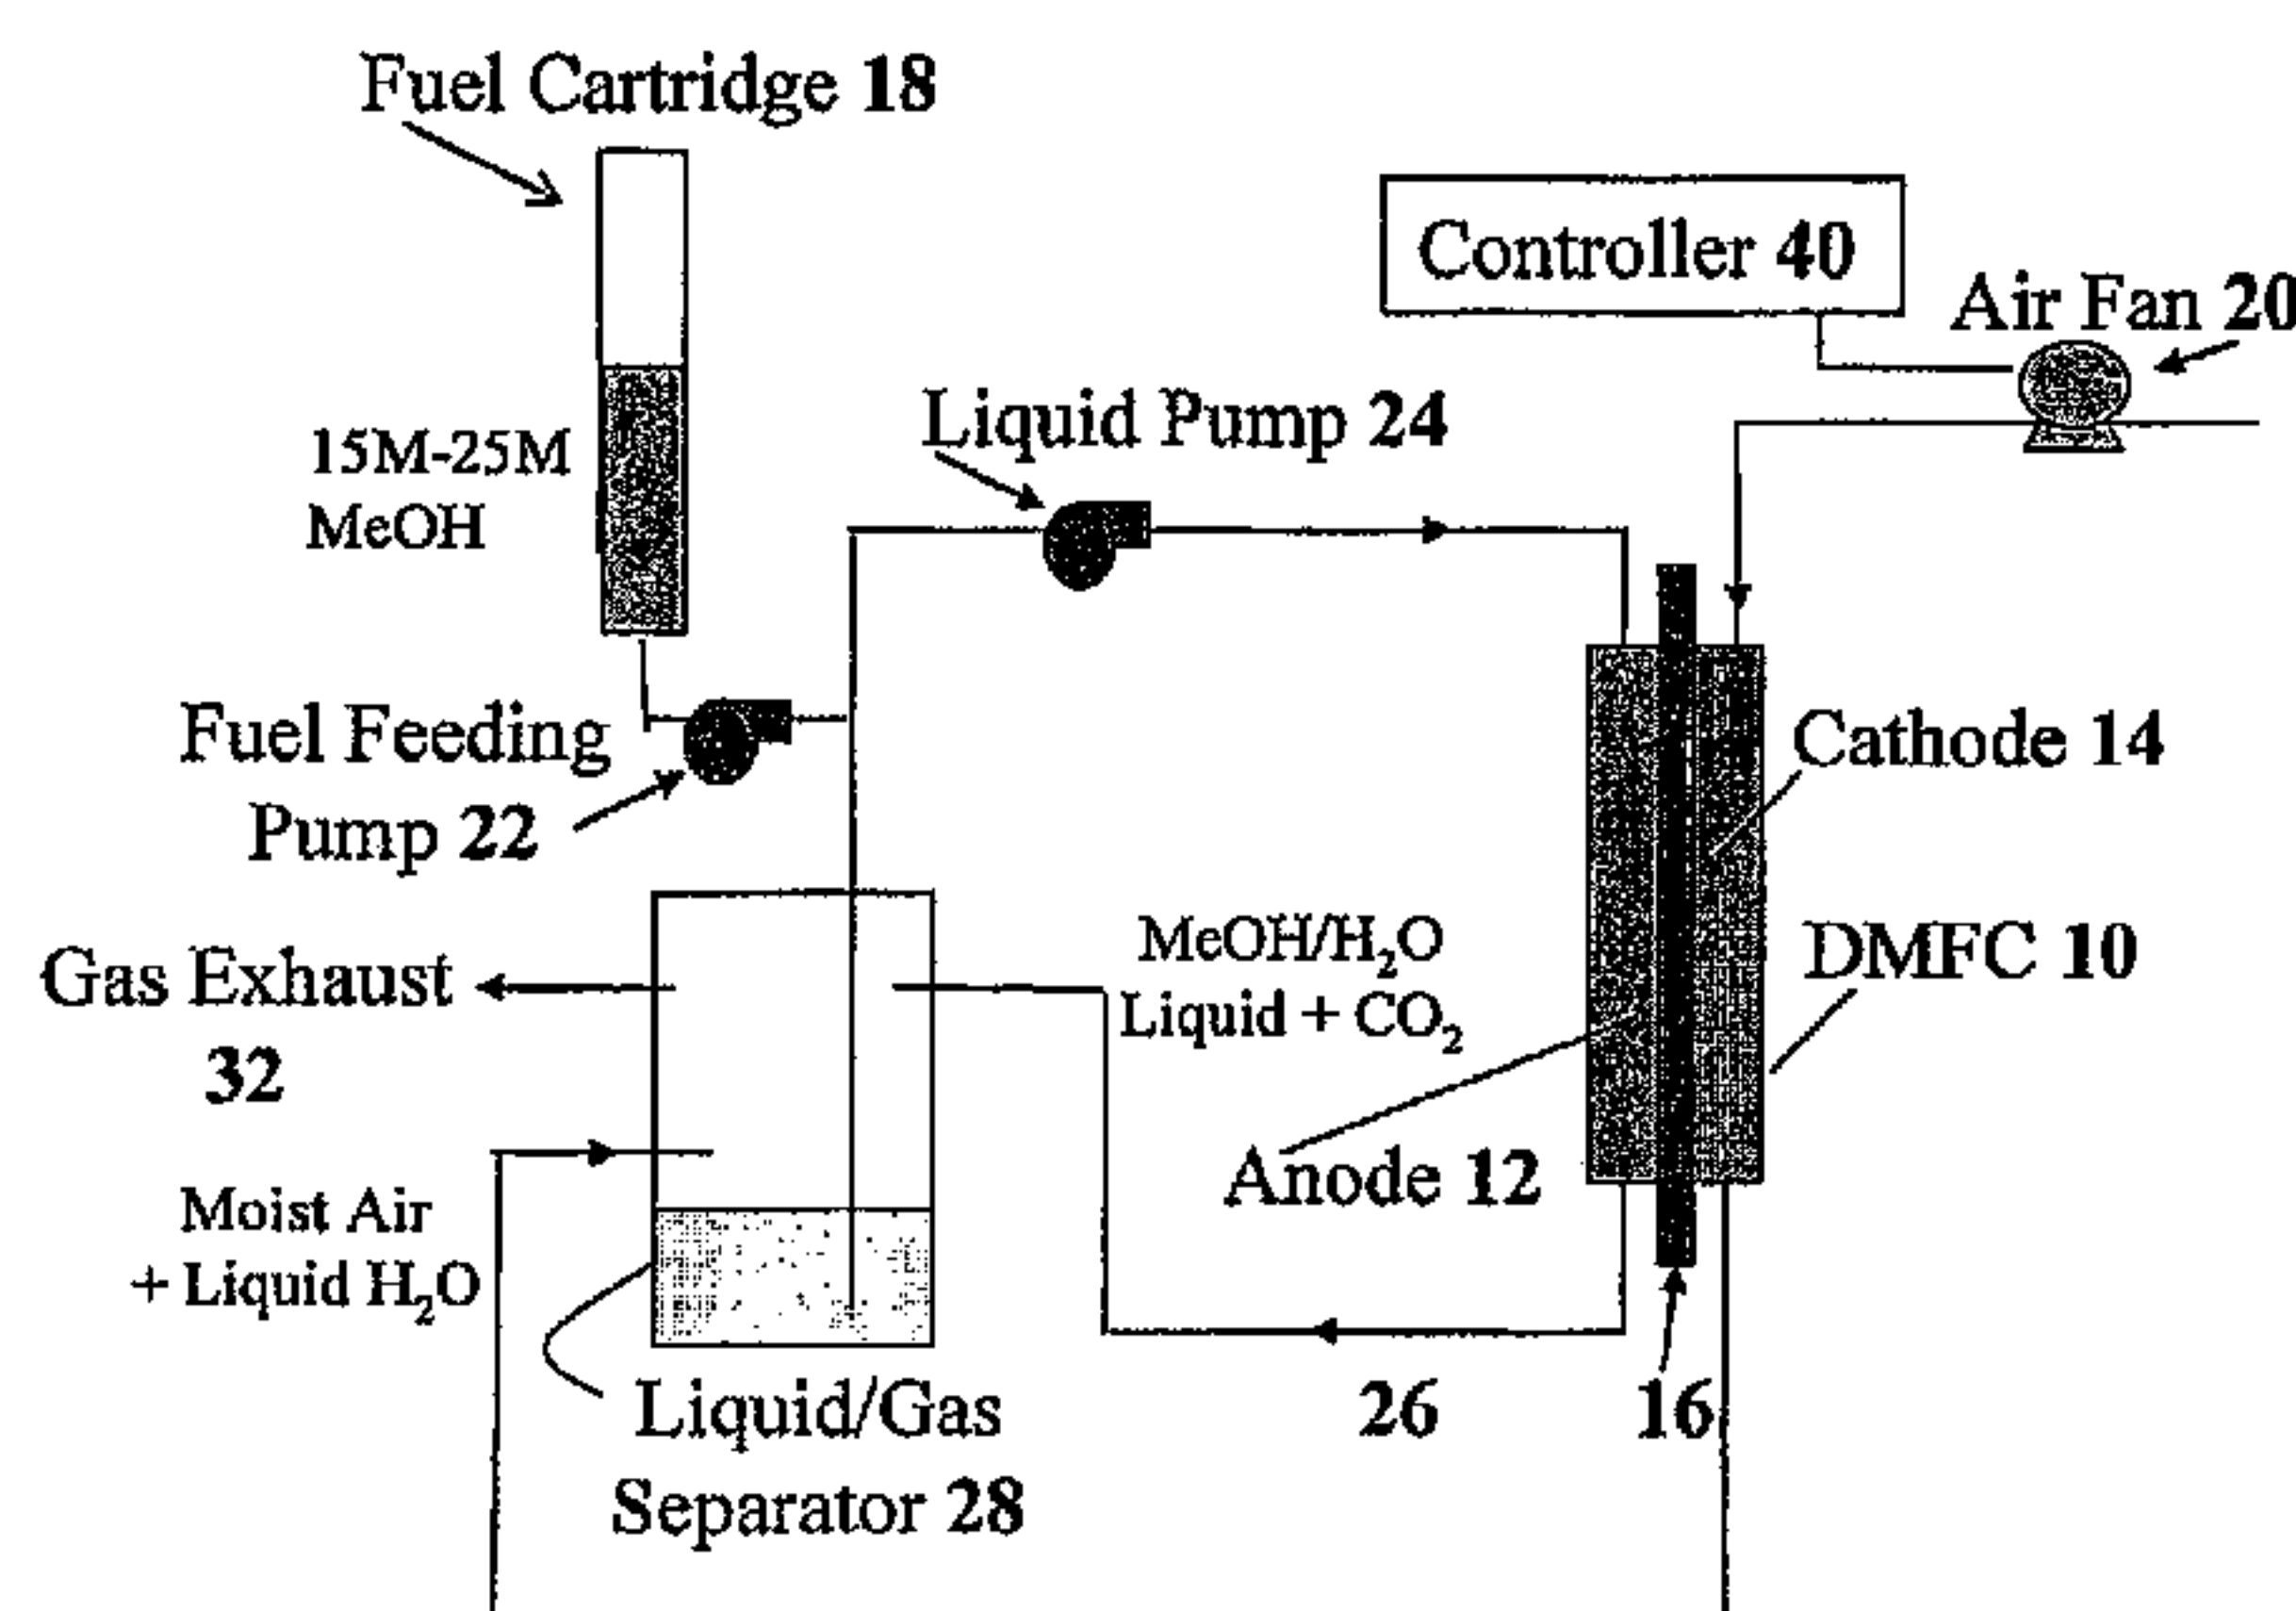 Fuel Cartridge 18
Controller 40
Air Fan 20
15M-25M
MeOH
Liquid Pump 24
Fuel Feeding
Pump 22
Cathode 14
Gas Exhaust
32
MeOH/H₂O
Liquid + CO₂
DMFC 10
Anode 12
Moist Air
+ Liquid H₂O
Liquid/Gas
Separator 28
26
16